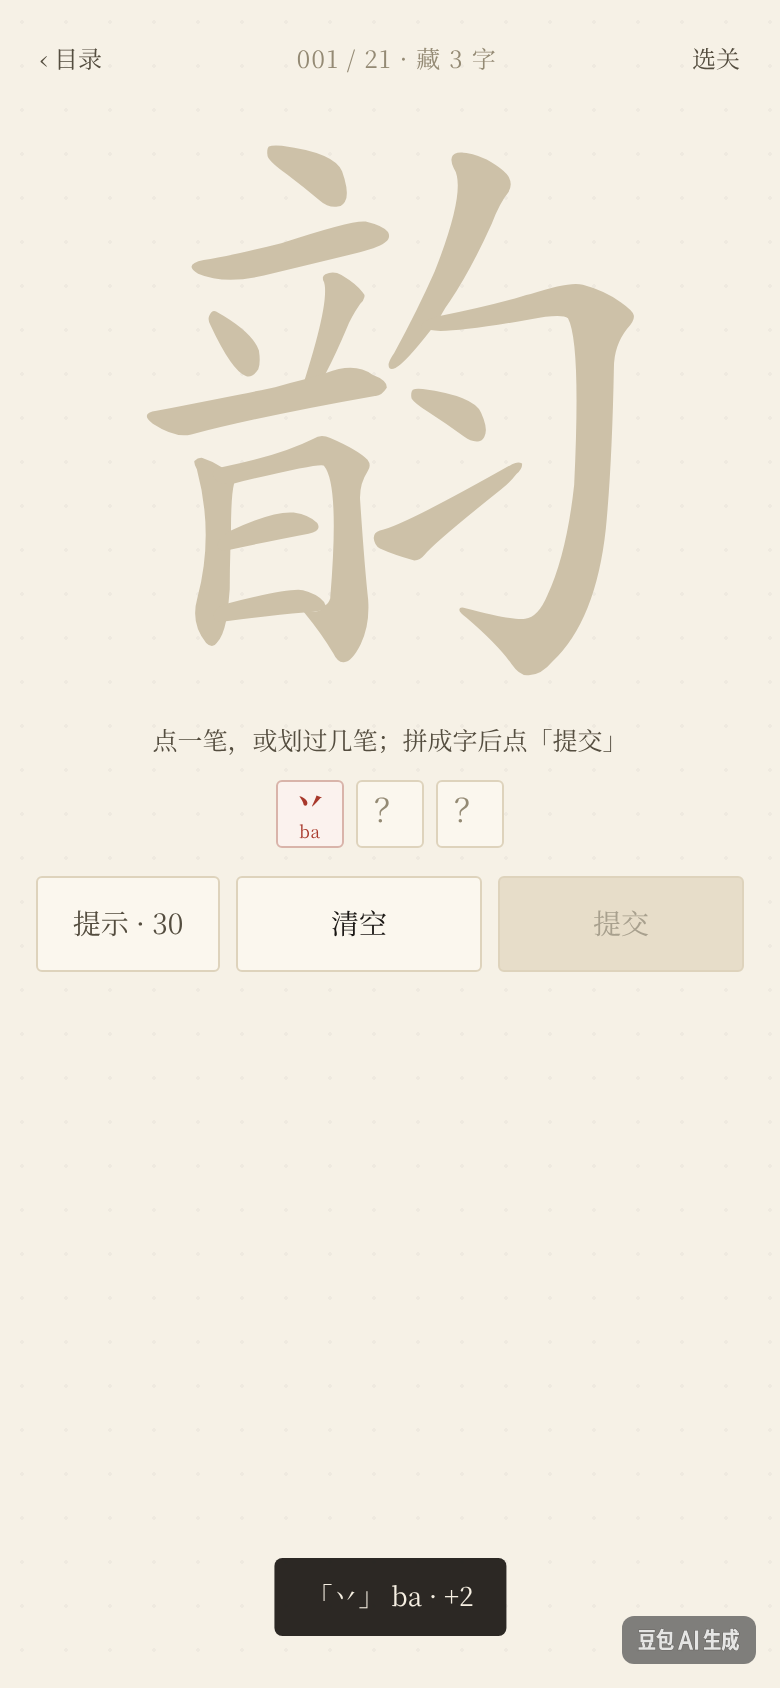 ‹ 目录
001 / 21 · 藏 3 字
选关
韵
点一笔，或划过几笔；拼成字后点「提交」
丷 ? ?
ba
提示 · 30
清空
提交
「丷」 ba · +2
豆包 AI 生成